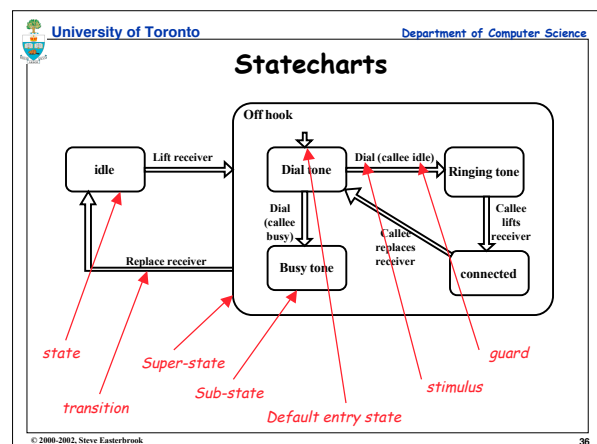 University of Toronto
Department of Computer Science
Statecharts
Off hook
idle
Lift receiver
Dial tone
Dial (callee idle)
Ringing tone
Dial
(callee
busy)
Callee
replaces
receiver
Callee
lifts
receiver
Replace receiver
Busy tone
connected
state
Super-state
guard
Sub-state
stimulus
transition
Default entry state
© 2000-2002, Steve Easterbrook
36